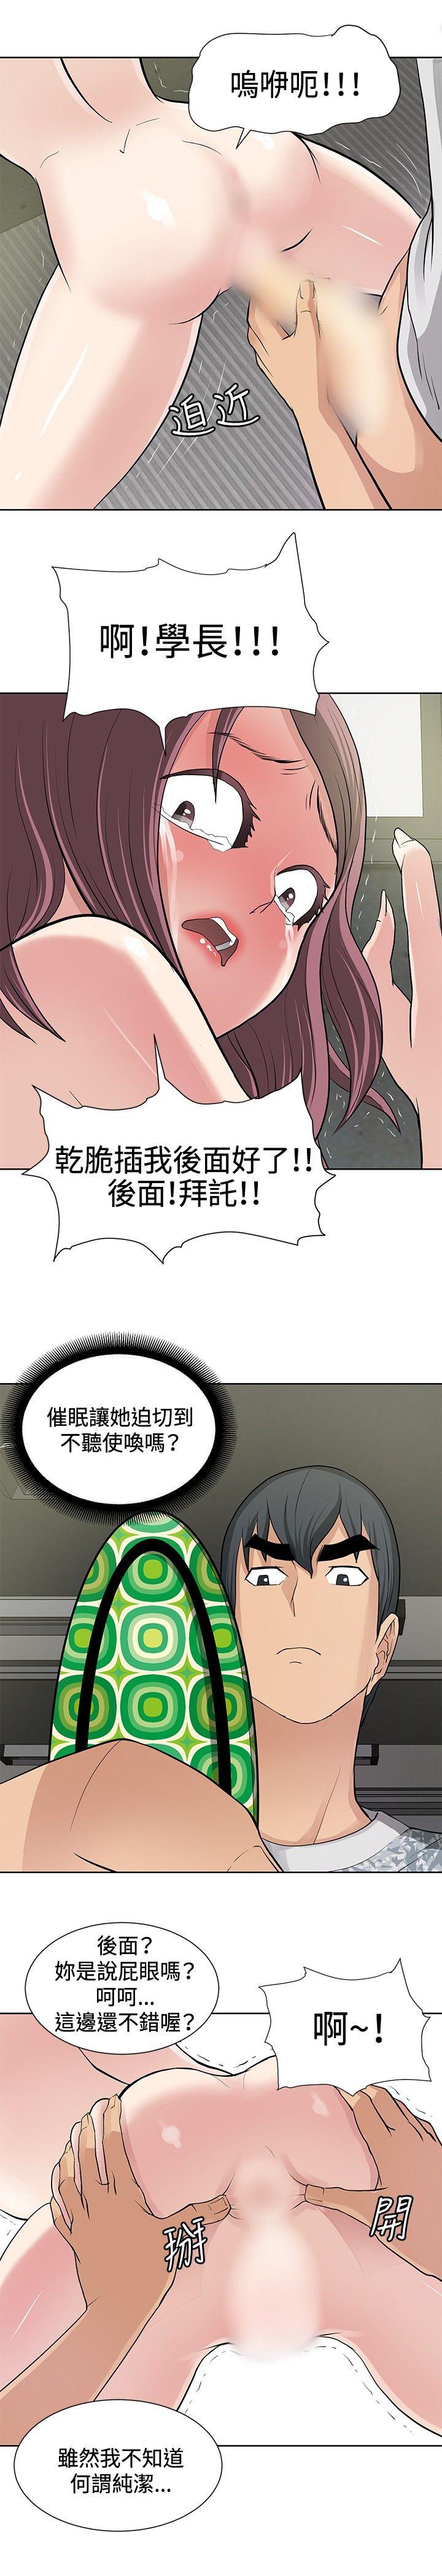 嗚咿呃!!!
迫近
啊!學長!!!
乾脆插我後面好了!!
後面!拜託!!
催眠讓她迫切到
不聽使喚嗎?
後面?
妳是說屁眼嗎?
呵呵...
這邊還不錯喔?
啊~!
掰
開
雖然我不知道
何謂純潔...